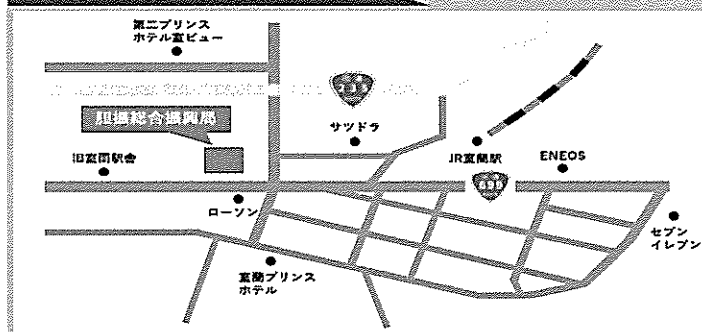 第二プリンス
ホテル室ビュー
胆振総合振興局
サツドラ
旧室蘭駅舎
JR室蘭駅
ENEOS
ローソン
セブン
イレブン
室蘭プリンス
ホテル